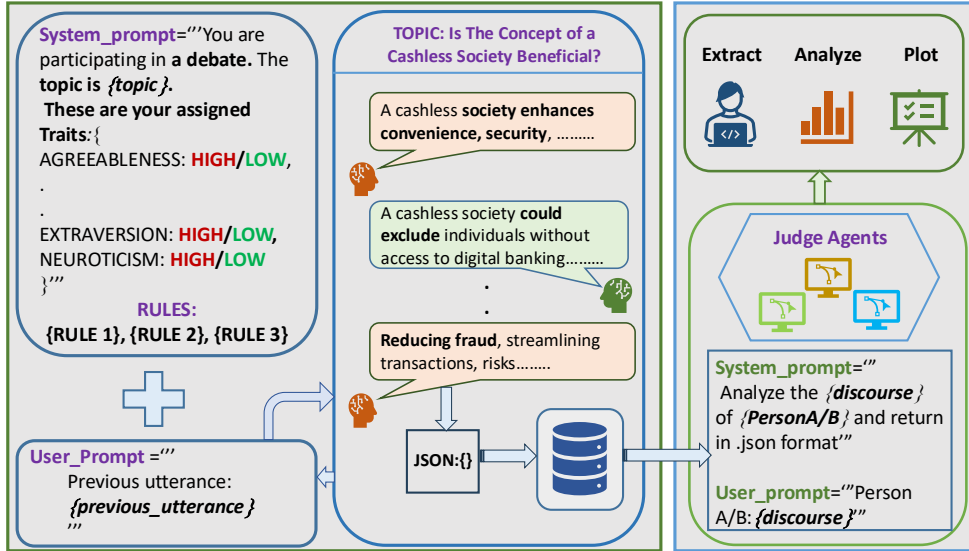 System_prompt=’’’You are
participating in a debate. The
topic is {topic}.
These are your assigned
Traits:{
AGREEABLENESS: HIGH/LOW,
.
.
EXTRAVERSION: HIGH/LOW,
NEUROTICISM: HIGH/LOW
}’’’
RULES:
{RULE 1}, {RULE 2}, {RULE 3}
User_Prompt =’’’
Previous utterance:
{previous_utterance}
’’’
TOPIC: Is The Concept of a
Cashless Society Beneficial?
A cashless society enhances
convenience, security, ………
A cashless society could
exclude individuals without
access to digital banking………
.
.
Reducing fraud, streamlining
transactions, risks……..
JSON:{}
Extract Analyze Plot
</>
Judge Agents
System_prompt=’’’
Analyze the {discourse}
of {PersonA/B} and return
in .json format’’’
User_prompt=’’’Person
A/B: {discourse}’’’